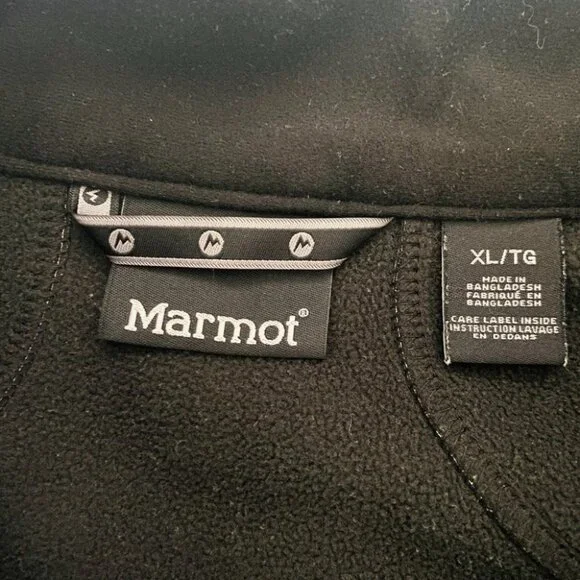 Marmot®
XL/TG
MADE IN
BANGLADESH
FABRIQUÉ EN
BANGLADESH
CARE LABEL INSIDE
INSTRUCTION LAVAGE
EN DEDANS